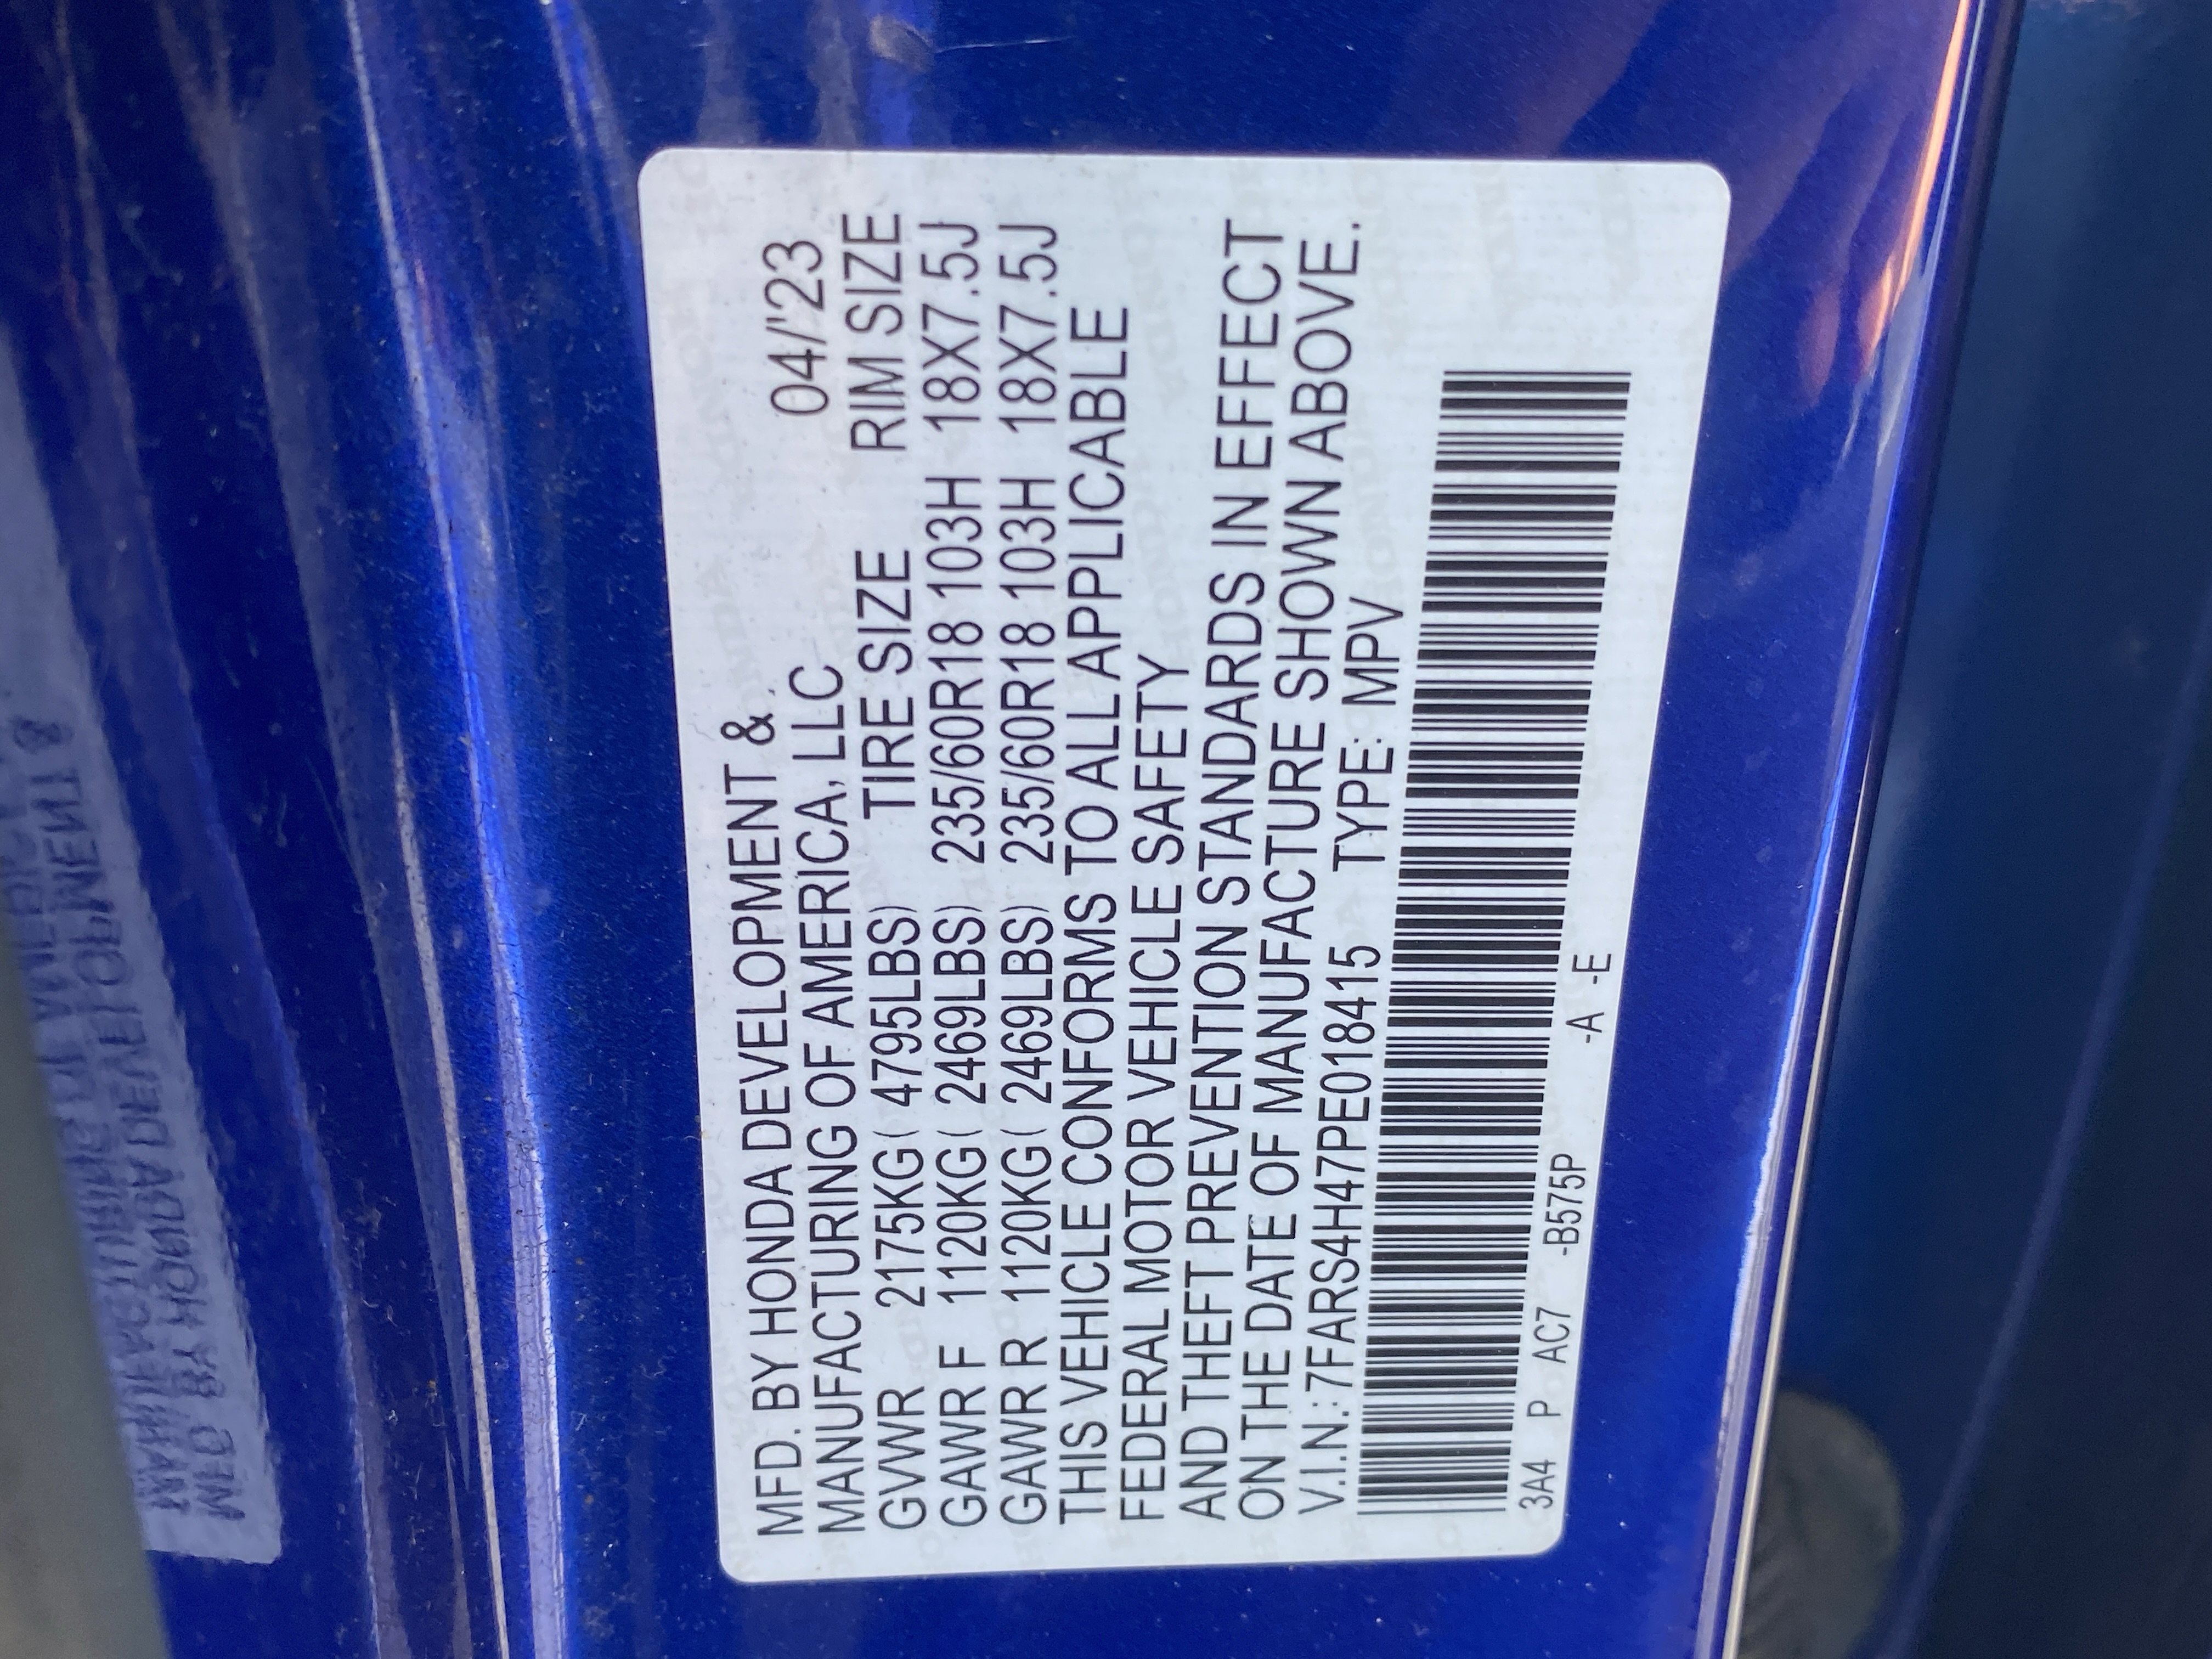 MFD. BY HONDA DEVELOPMENT &
MANUFACTURING OF AMERICA, LLC 04/'23
GVWR 2175KG( 4795LBS) TIRE SIZE RIM SIZE
GAWR F 1120KG( 2469LBS) 235/60R18 103H 18X7.5J
GAWR R 1120KG( 2469LBS) 235/60R18 103H 18X7.5J
THIS VEHICLE CONFORMS TO ALL APPLICABLE
FEDERAL MOTOR VEHICLE SAFETY
AND THEFT PREVENTION STANDARDS IN EFFECT
ON THE DATE OF MANUFACTURE SHOWN ABOVE.
V.I.N.:7FARS4H47PE018415 TYPE: MPV
3A4 P AC7 -B575P -A -E